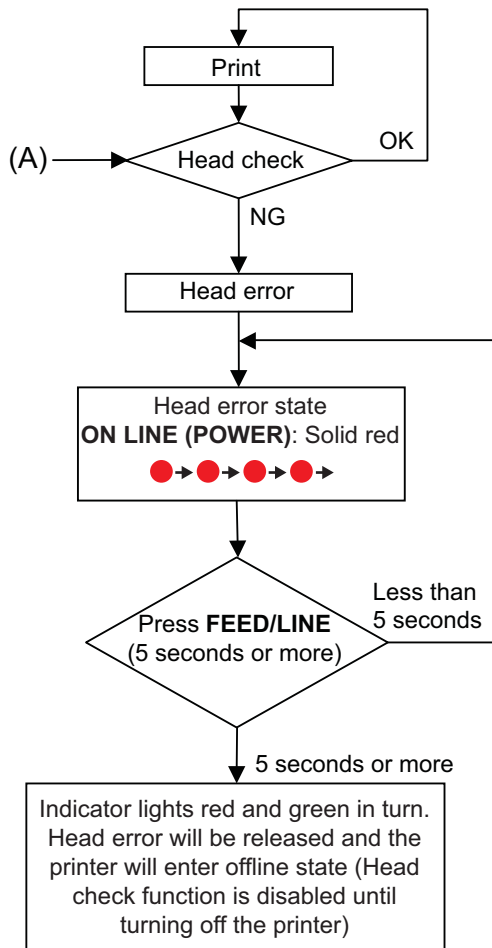 Print
(A)
Head check
OK
NG
Head error
Head error state
ON LINE (POWER): Solid red
Press FEED/LINE
(5 seconds or more)
Less than
5 seconds
5 seconds or more
Indicator lights red and green in turn.
Head error will be released and the
printer will enter offline state (Head
check function is disabled until
turning off the printer)